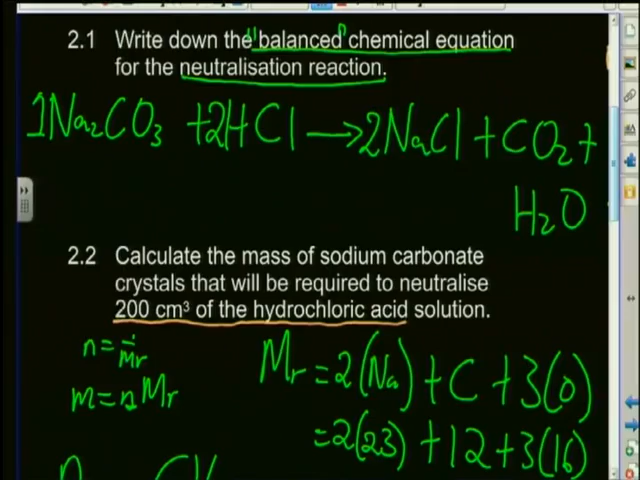 2.1 Write down the "balanced" chemical equation
for the neutralisation reaction.
1Na₂CO₃ + 2HCl → 2NaCl + CO₂ +
H₂O
2.2 Calculate the mass of sodium carbonate
crystals that will be required to neutralise
200 cm³ of the hydrochloric acid solution.
Mr = 2(Na) + C + 3(O)
m = nMr
= 2(23) + 12 + 3(16)